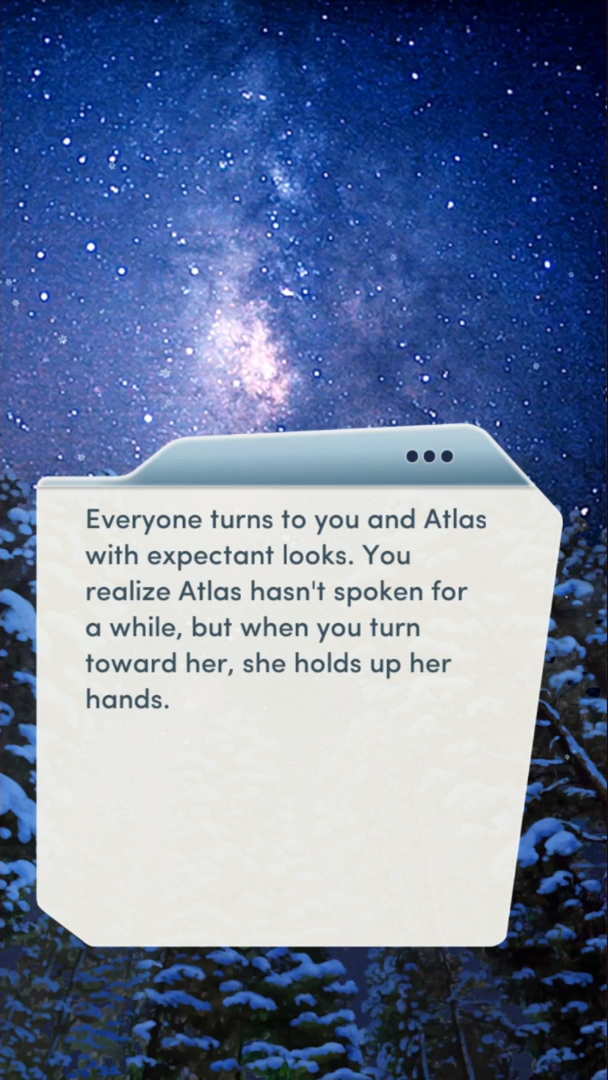 Everyone turns to you and Atlas
with expectant looks. You
realize Atlas hasn't spoken for
a while, but when you turn
toward her, she holds up her
hands.